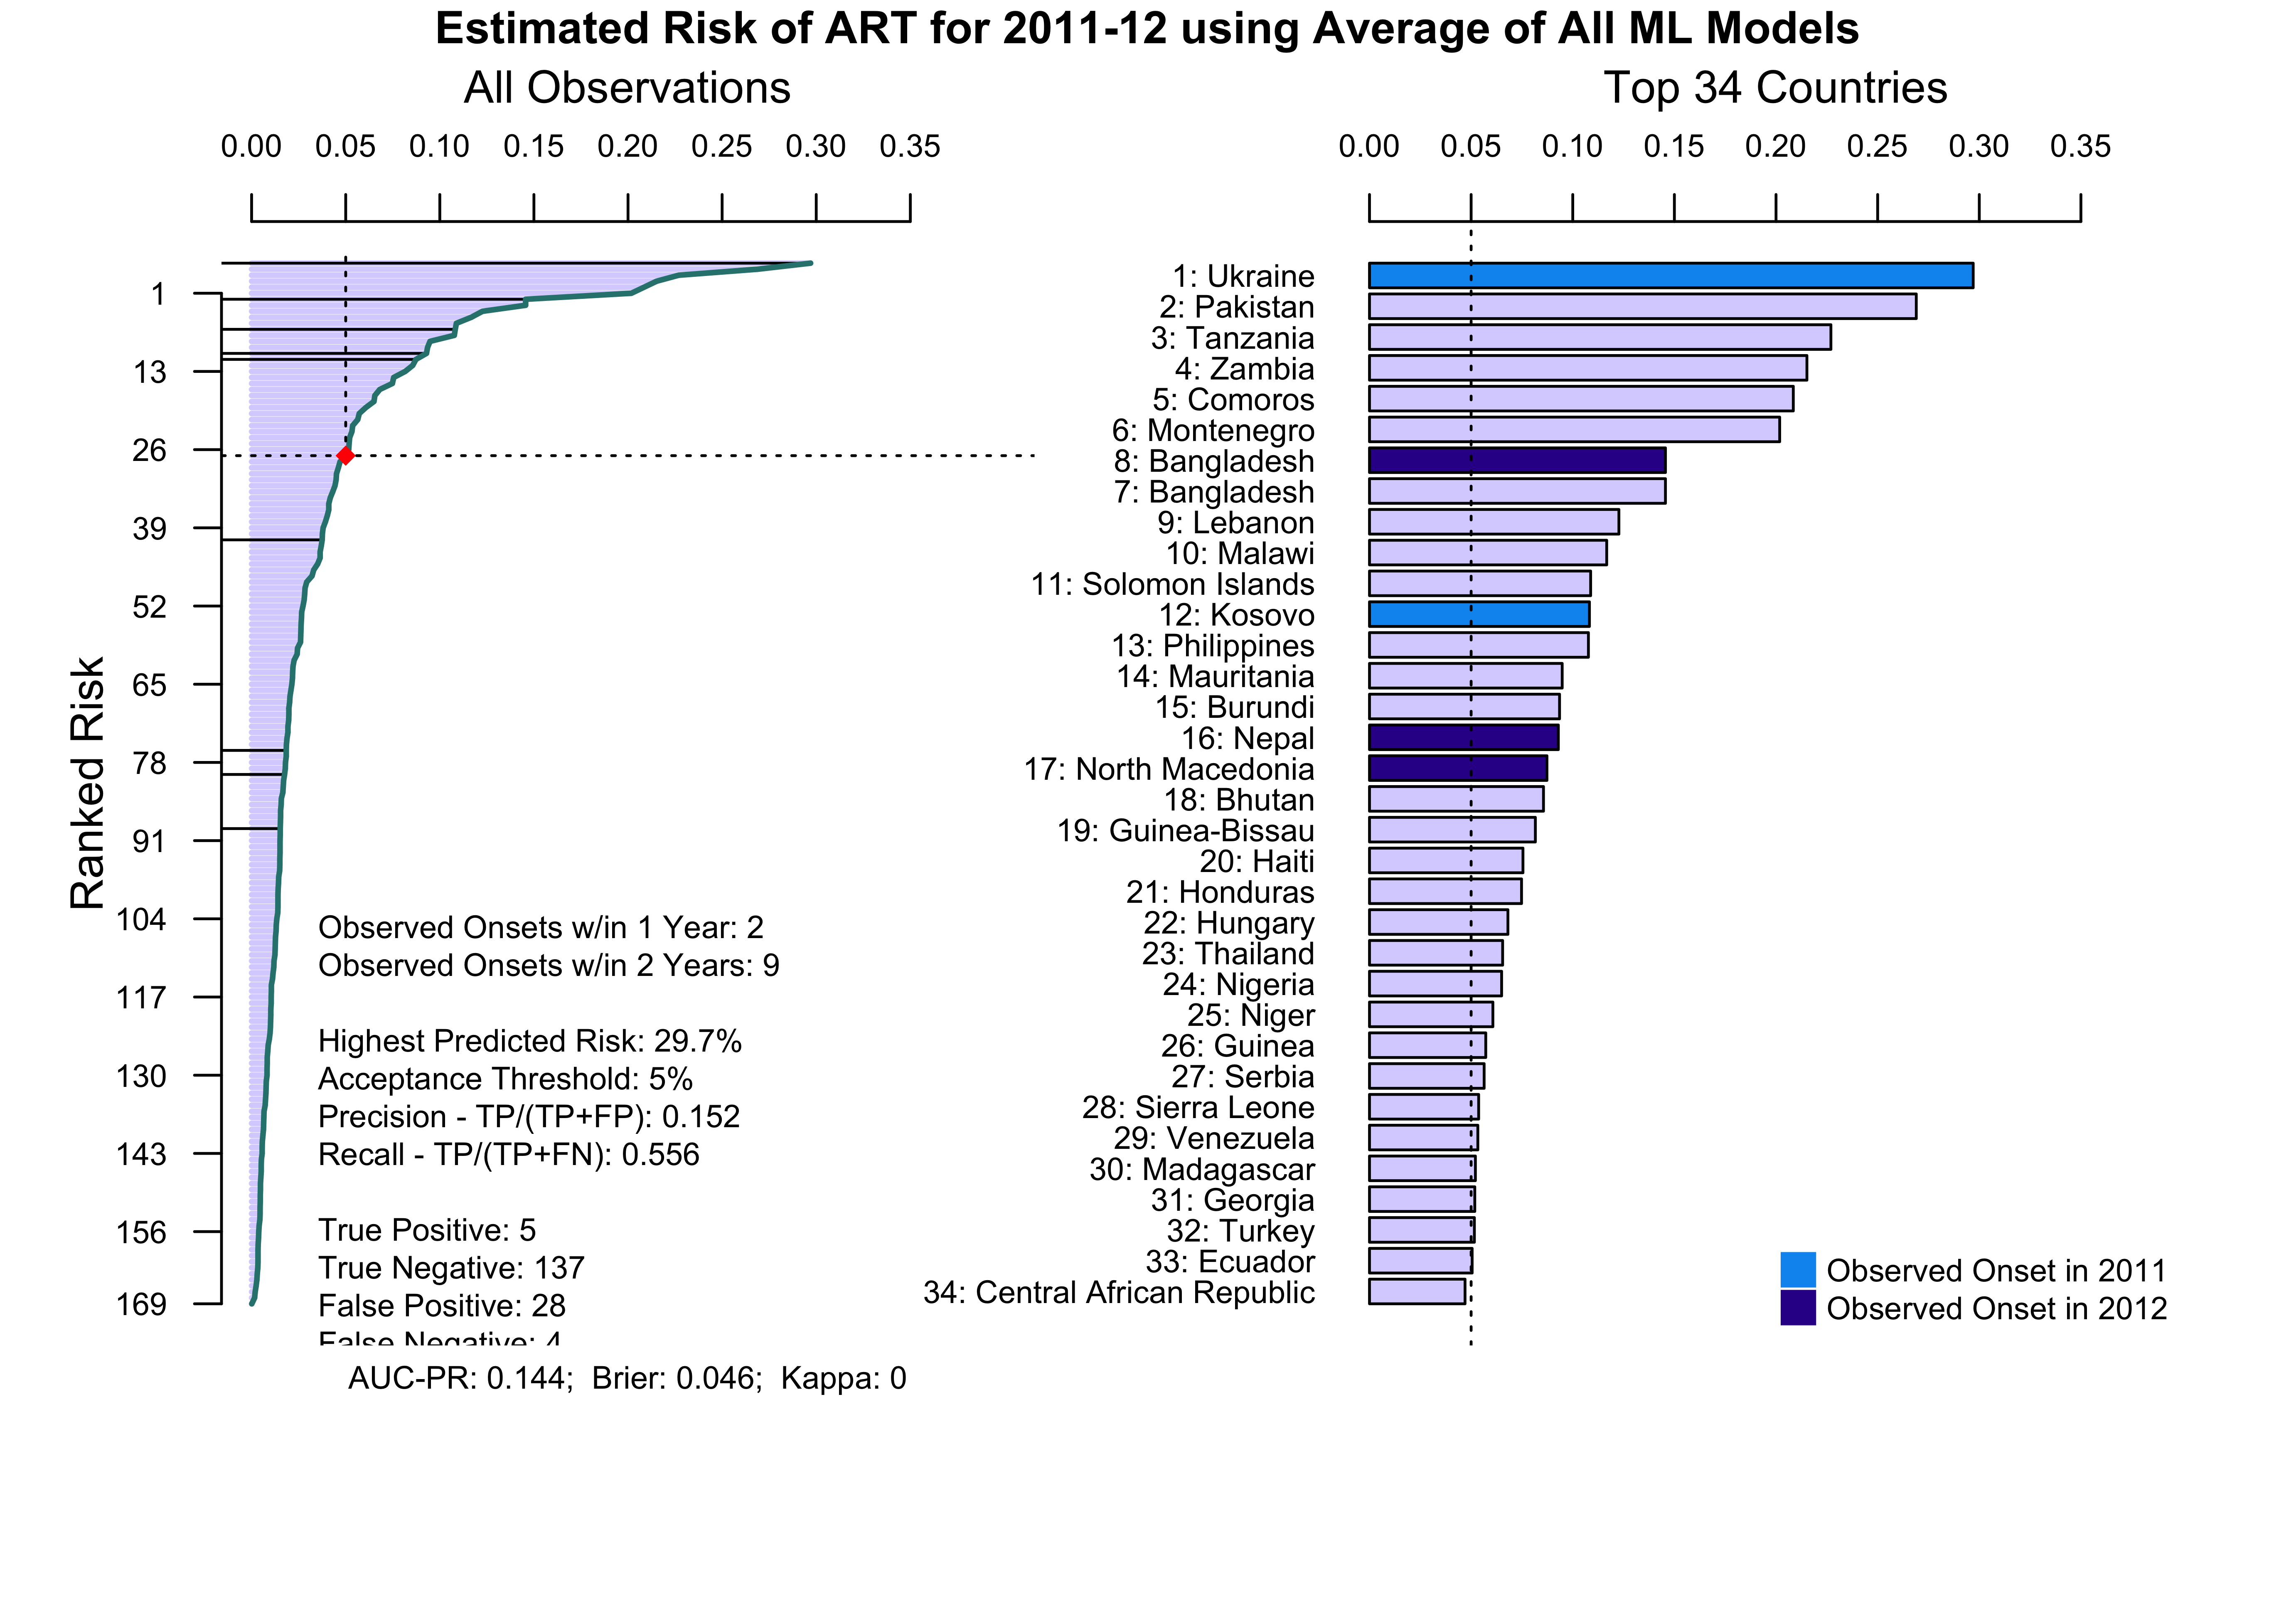 Estimated Risk of ART for 2011-12 using Average of All ML Models
All Observations
0.00 0.05 0.10 0.15 0.20 0.25 0.30 0.35
Ranked Risk
1
13
26
39
52
65
78
91
104
117
130
143
156
169
Observed Onsets w/in 1 Year: 2
Observed Onsets w/in 2 Years: 9
Highest Predicted Risk: 29.7%
Acceptance Threshold: 5%
Precision - TP/(TP+FP): 0.152
Recall - TP/(TP+FN): 0.556
True Positive: 5
True Negative: 137
False Positive: 28
False Negative: 4
AUC-PR: 0.144;  Brier: 0.046;  Kappa: 0
Top 34 Countries
0.00 0.05 0.10 0.15 0.20 0.25 0.30 0.35
1: Ukraine
2: Pakistan
3: Tanzania
4: Zambia
5: Comoros
6: Montenegro
8: Bangladesh
7: Bangladesh
9: Lebanon
10: Malawi
11: Solomon Islands
12: Kosovo
13: Philippines
14: Mauritania
15: Burundi
16: Nepal
17: North Macedonia
18: Bhutan
19: Guinea-Bissau
20: Haiti
21: Honduras
22: Hungary
23: Thailand
24: Nigeria
25: Niger
26: Guinea
27: Serbia
28: Sierra Leone
29: Venezuela
30: Madagascar
31: Georgia
32: Turkey
33: Ecuador
34: Central African Republic
Observed Onset in 2011
Observed Onset in 2012